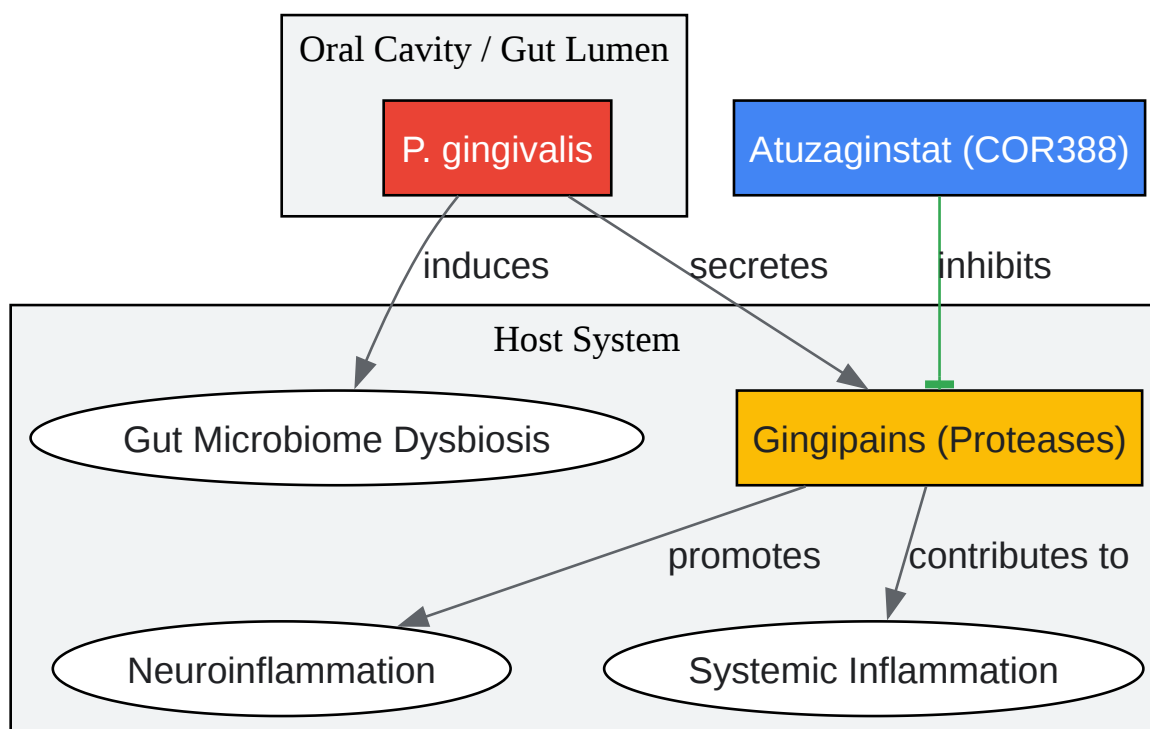 Oral Cavity / Gut Lumen
P. gingivalis
Atuzaginstat (COR388)
induces
secretes
inhibits
Host System
Gut Microbiome Dysbiosis
Gingipains (Proteases)
promotes
contributes to
Neuroinflammation
Systemic Inflammation